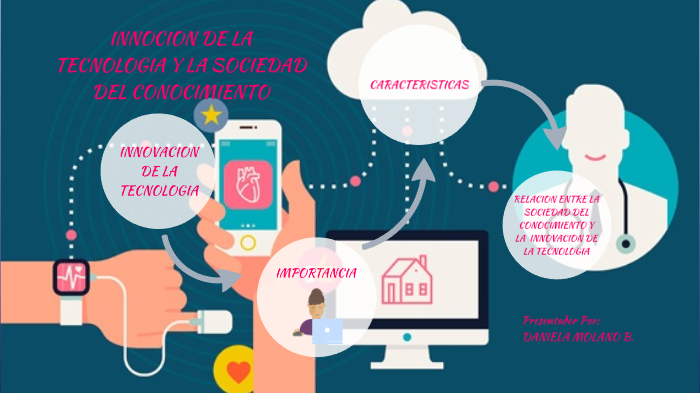 INNOCION DE LA
TECNOLOGIA Y LA SOCIEDAD
DEL CONOCIMIENTO
INNOVACION
DE LA
TECNOLOGIA
IMPORTANCIA
CARACTERISTICAS
RELACION ENTRE LA
SOCIEDAD DEL
CONOCIMIENTO Y
LA INNOVACION DE
LA TECNOLOGIA
Presentador Por:
DANIELA MOLANO B.